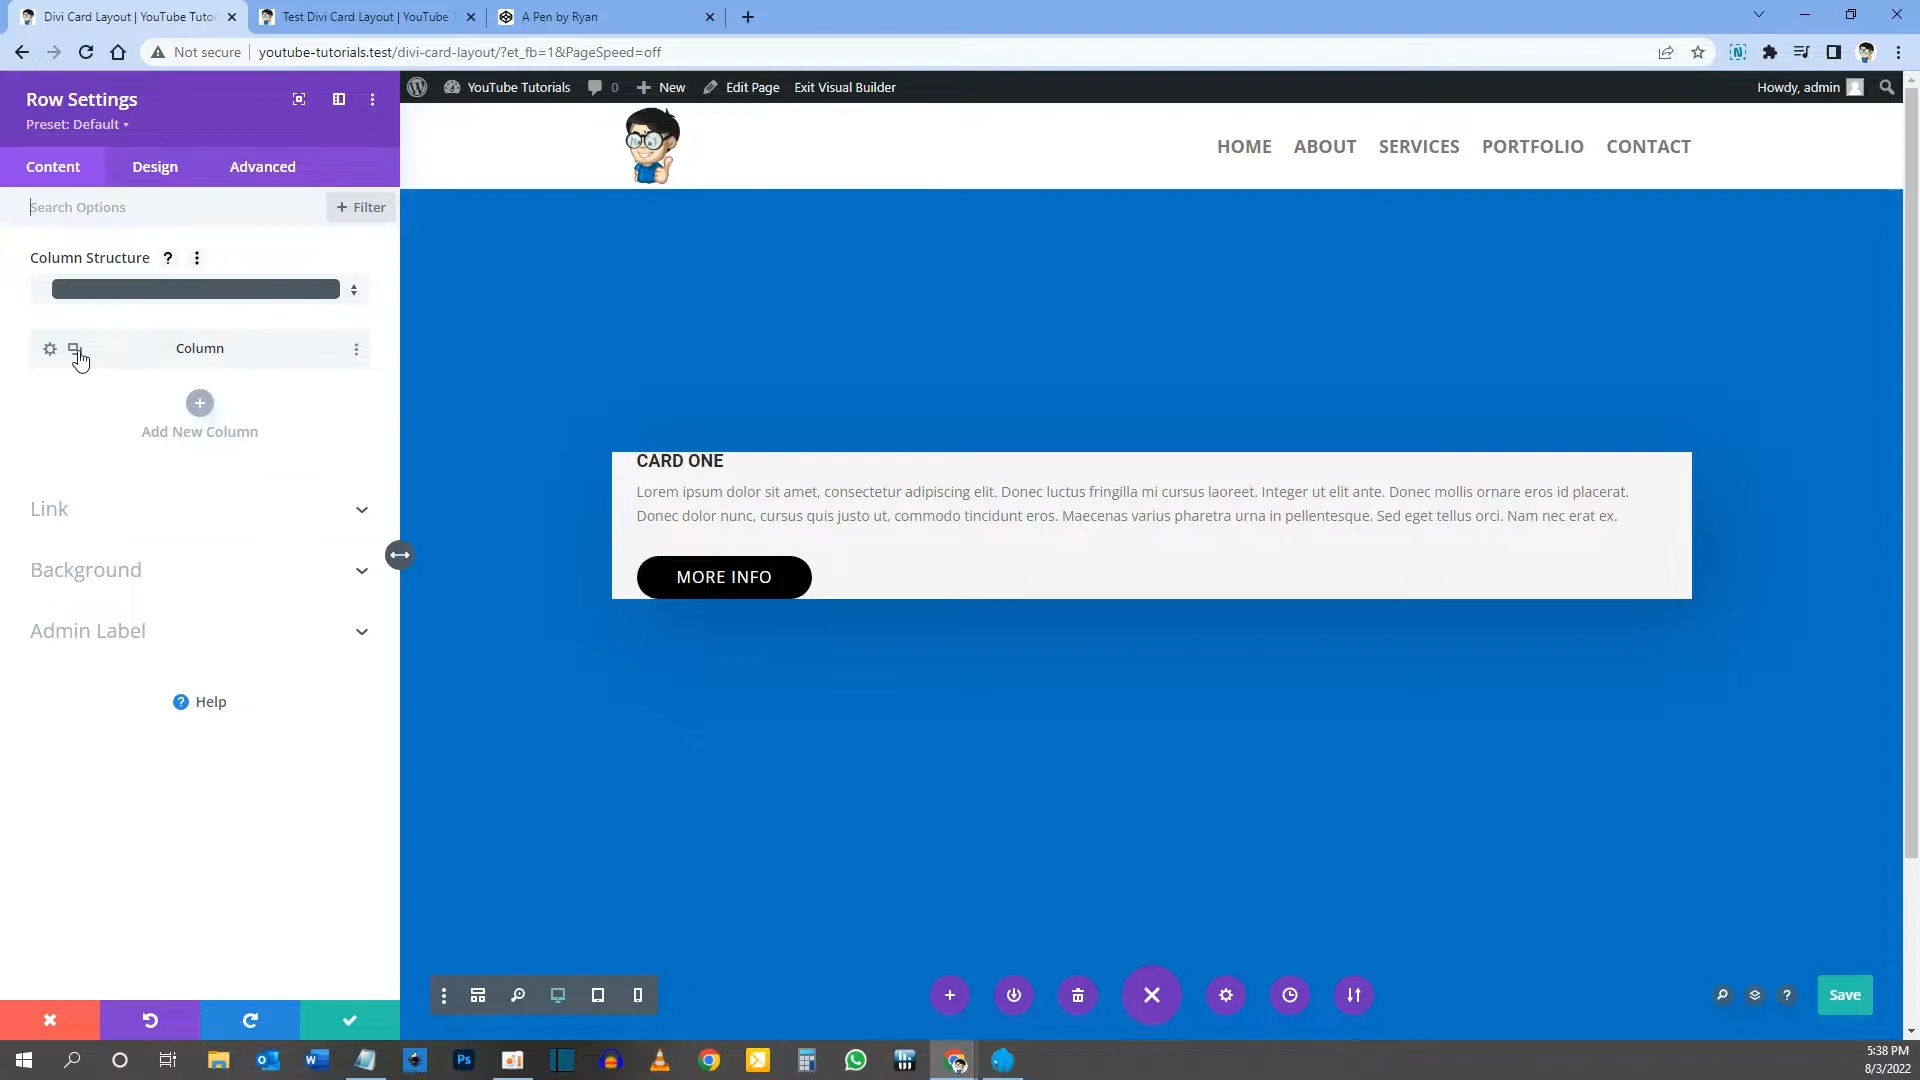 Divi Card Layout | YouTube Tuto
Test Divi Card Layout | YouTube
A Pen by Ryan
Not secure
youtube-tutorials.test/divi-card-layout/?et_fb=1&PageSpeed=off
YouTube Tutorials
0
New
Edit Page
Exit Visual Builder
Howdy, admin
Row Settings
Preset: Default
Content
Design
Advanced
Search Options
+ Filter
Column Structure
Column
Add New Column
Link
Background
Admin Label
Help
HOME
ABOUT
SERVICES
PORTFOLIO
CONTACT
CARD ONE
Lorem ipsum dolor sit amet, consectetur adipiscing elit. Donec luctus fringilla mi cursus laoreet. Integer ut elit ante. Donec mollis ornare eros id placerat.
Donec dolor nunc, cursus quis justo ut, commodo tincidunt eros. Maecenas varius pharetra urna in pellentesque. Sed eget tellus orci. Nam nec erat ex.
MORE INFO
Save
5:38 PM
8/3/2022